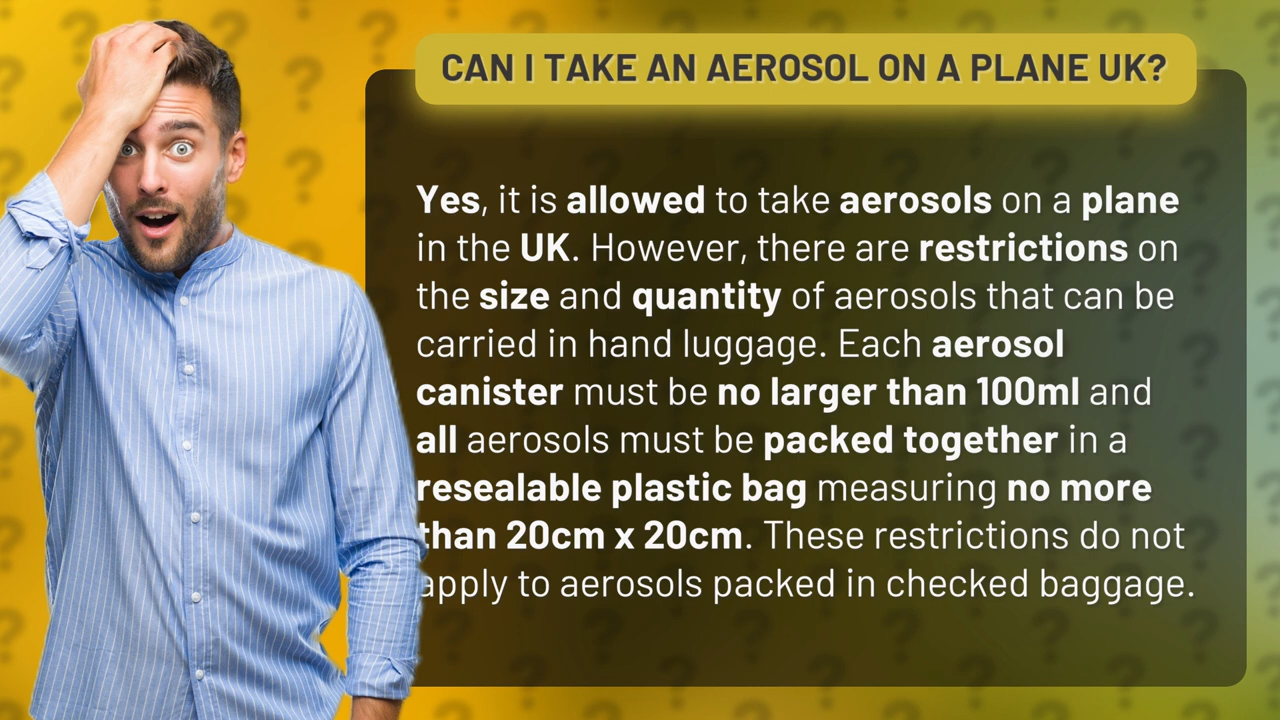 CAN I TAKE AN AEROSOL ON A PLANE UK?
Yes, it is allowed to take aerosols on a plane
in the UK. However, there are restrictions on
the size and quantity of aerosols that can be
carried in hand luggage. Each aerosol
canister must be no larger than 100ml and
all aerosols must be packed together in a
resealable plastic bag measuring no more
than 20cm x 20cm. These restrictions do not
apply to aerosols packed in checked baggage.